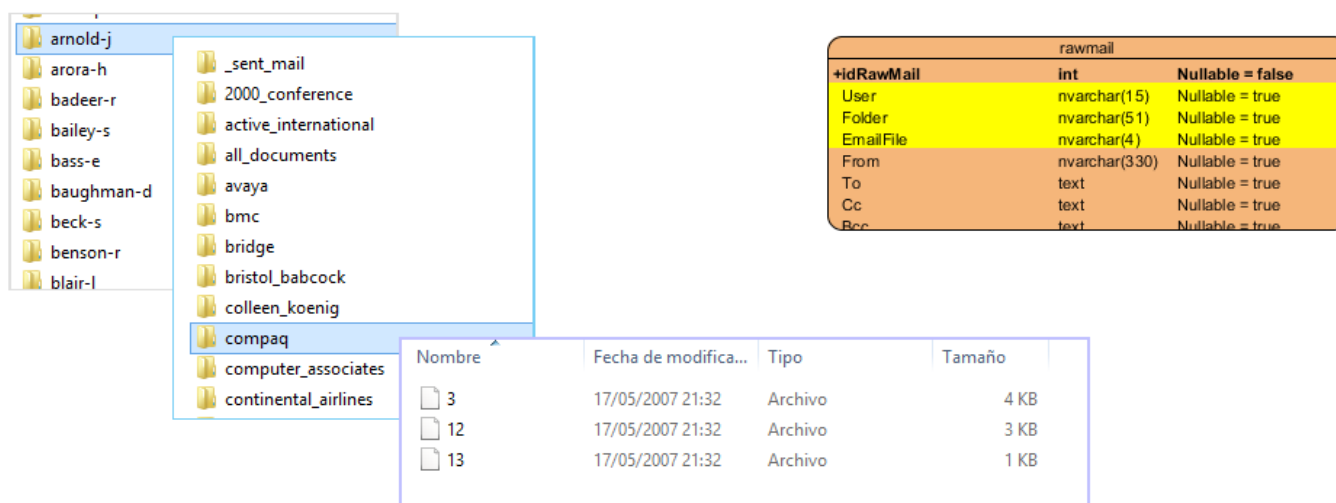 arnold-j
arora-h
badeer-r
bailey-s
bass-e
baughman-d
beck-s
benson-r
blair-l
_sent_mail
2000_conference
active_international
all_documents
avaya
bmc
bridge
bristol_babcock
colleen_koenig
compaq
computer_associates
continental_airlines
Nombre Fecha de modifica... Tipo Tamaño
3 17/05/2007 21:32 Archivo 4 KB
12 17/05/2007 21:32 Archivo 3 KB
13 17/05/2007 21:32 Archivo 1 KB
rawmail
+idRawMail int Nullable = false
User nvarchar(15) Nullable = true
Folder nvarchar(51) Nullable = true
EmailFile nvarchar(4) Nullable = true
From nvarchar(330) Nullable = true
To text Nullable = true
Cc text Nullable = true
Bcc text Nullable = true